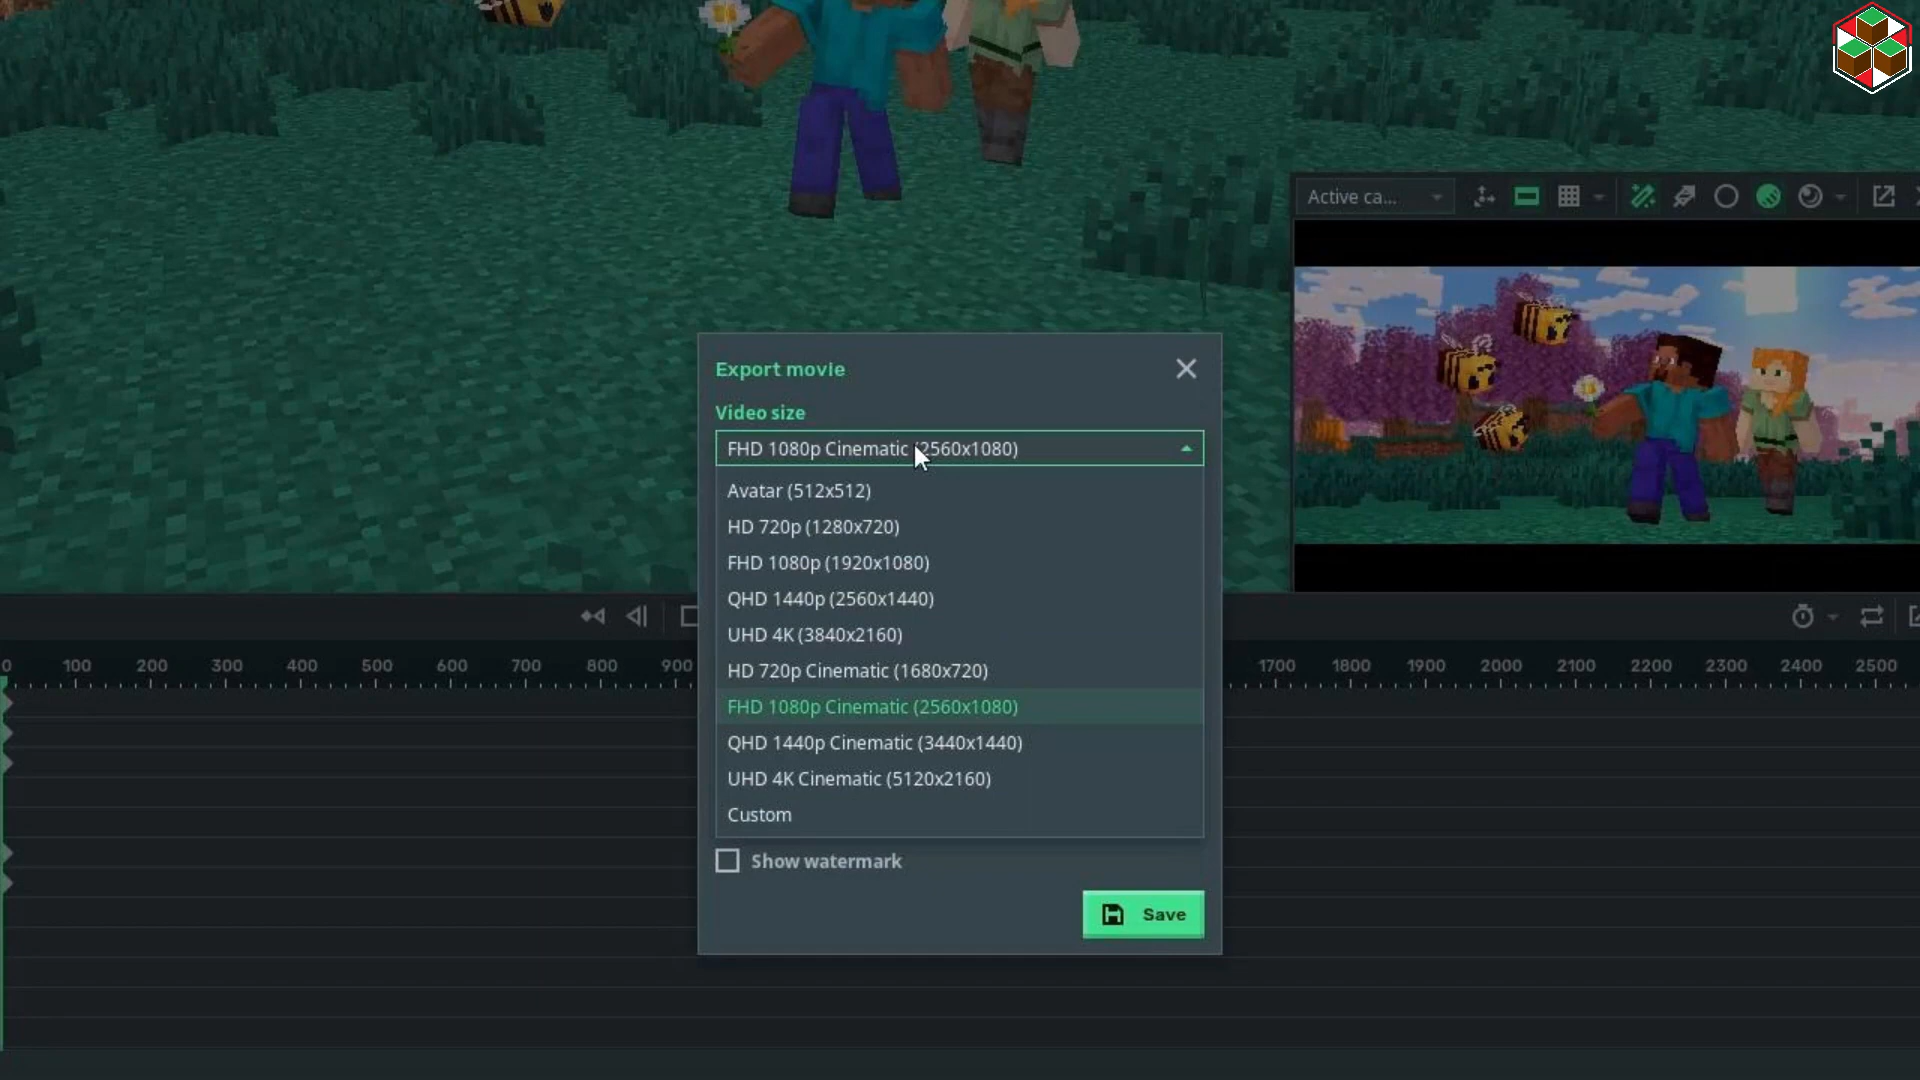 Active ca...
Export movie
Video size
FHD 1080p Cinematic (2560x1080)
Avatar (512x512)
HD 720p (1280x720)
FHD 1080p (1920x1080)
QHD 1440p (2560x1440)
UHD 4K (3840x2160)
HD 720p Cinematic (1680x720)
FHD 1080p Cinematic (2560x1080)
QHD 1440p Cinematic (3440x1440)
UHD 4K Cinematic (5120x2160)
Custom
Show watermark
Save
0 100 200 300 400 500 600 700 800 900 1700 1800 1900 2000 2100 2200 2300 2400 2500